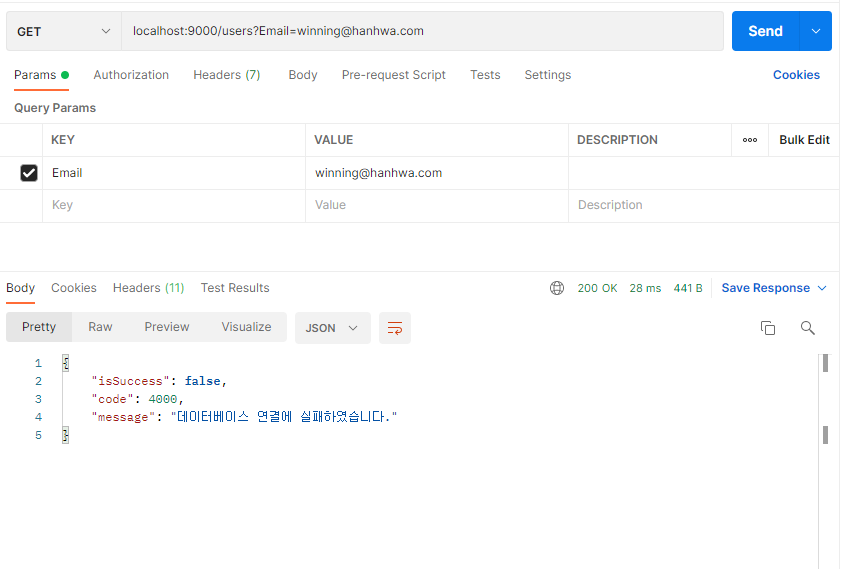 GET localhost:9000/users?Email=winning@hanhwa.com Send
Params Authorization Headers (7) Body Pre-request Script Tests Settings Cookies
Query Params
KEY VALUE DESCRIPTION ooo Bulk Edit
Email winning@hanhwa.com
Key Value Description
Body Cookies Headers (11) Test Results 200 OK 28 ms 441 B Save Response
Pretty Raw Preview Visualize JSON
1 {
2 "isSuccess": false,
3 "code": 4000,
4 "message": "데이터베이스 연결에 실패하였습니다."
5 }